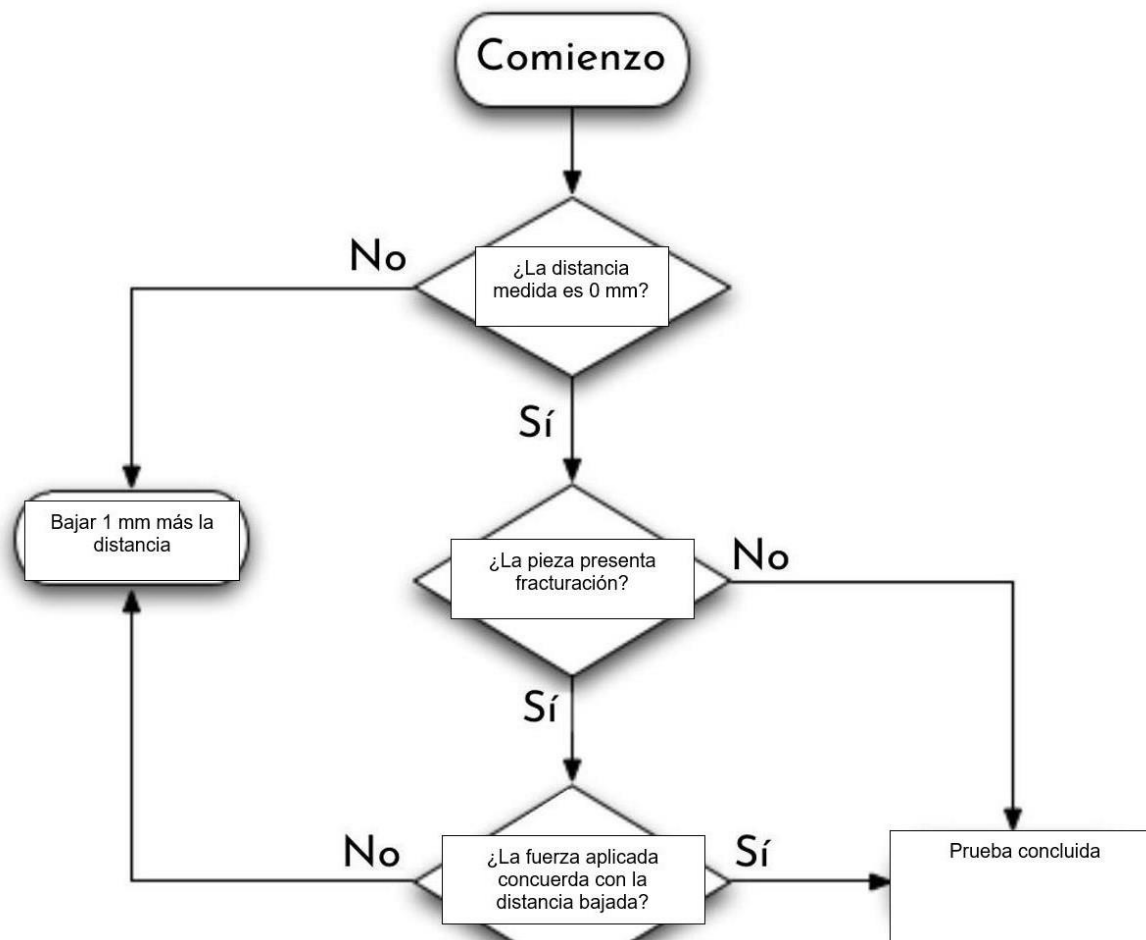 Comienzo
No
¿La distancia
medida es 0 mm?
Sí
Bajar 1 mm más la
distancia
¿La pieza presenta
fracturación?
No
Sí
No
¿La fuerza aplicada
concuerda con la
distancia bajada?
Sí
Prueba concluida